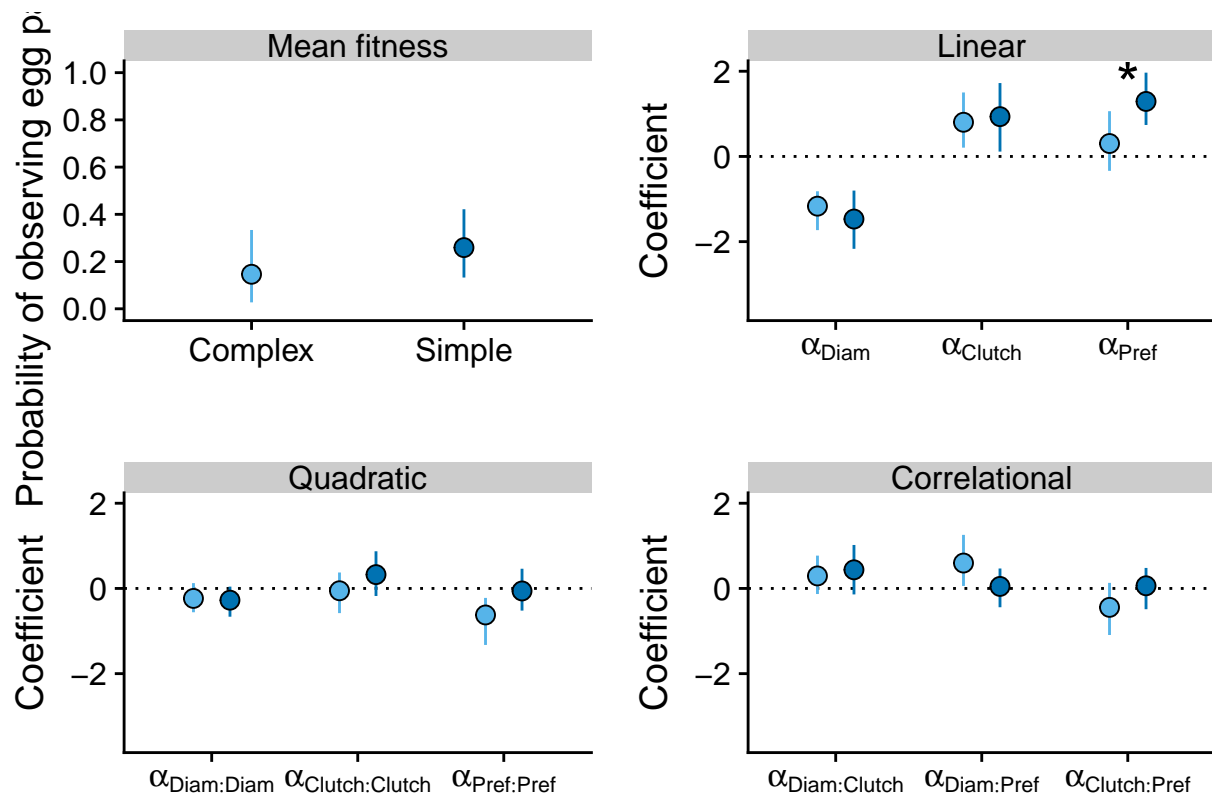 Mean fitness
Probability of observing egg
1.0
0.8
0.6
0.4
0.2
0.0
Complex Simple
Linear
Coefficient
2
0
−2
*
αDiam αClutch αPref
Quadratic
Coefficient
2
0
−2
αDiam:Diam αClutch:Clutch αPref:Pref
Correlational
Coefficient
2
0
−2
αDiam:Clutch αDiam:Pref αClutch:Pref